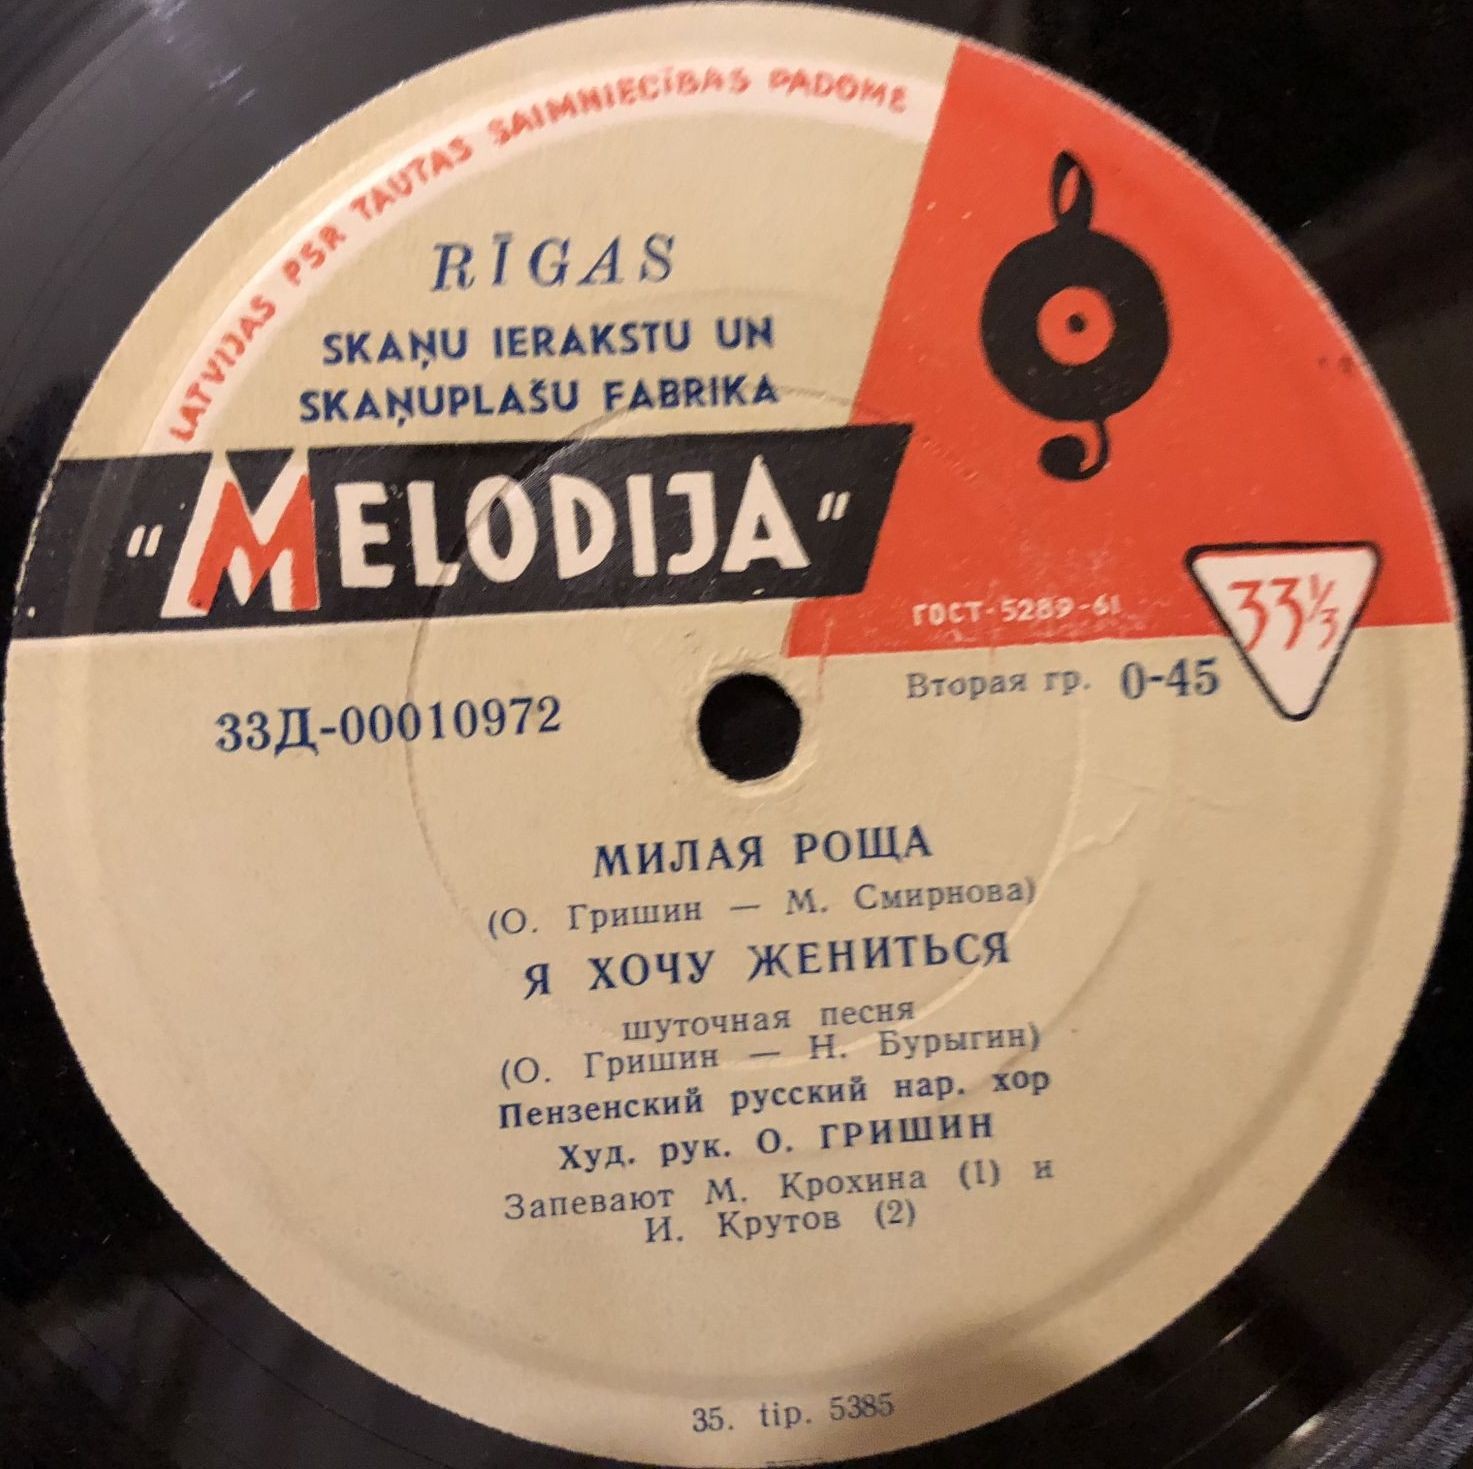 LATVIJAS PSR TAUTAS SAIMNIECĪBAS PADOME
RĪGAS
SKAŅU IERAKSTU UN
SKAŅUPLAŠU FABRIKA
"MELODIJA"
ГОСТ-5289-61
33⅓
33Д-00010972
Вторая гр. 0-45
МИЛАЯ РОЩА
(О. Гришин — М. Смирнова)
Я ХОЧУ ЖЕНИТЬСЯ
шуточная песня
(О. Гришин — Н. Бурыгин)
Пензенский русский нар. хор
Худ. рук. О. ГРИШИН
Запевают М. Крохина (1) и
И. Крутов (2)
35. tip. 5385